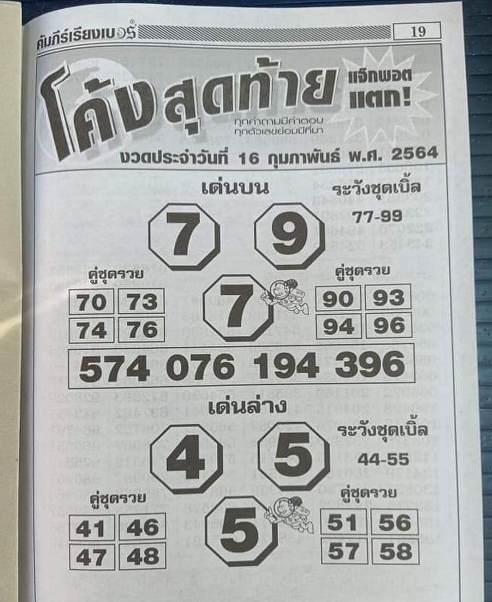 คัมภีร์เรียงเบอร์
19
โค้งสุดท้าย
แจ็กพอต
แตก!
ทุกคำถามมีคำตอบ
ทุกตัวเลขย่อมมีที่มา
งวดประจำวันที่ 16 กุมภาพันธ์ พ.ศ. 2564
เด่นบน
ระวังชุดเบิ้ล
77-99
7 9
คู่ชุดรวย
70 73
74 76
7
คู่ชุดรวย
90 93
94 96
574 076 194 396
เด่นล่าง
ระวังชุดเบิ้ล
44-55
4 5
คู่ชุดรวย
41 46
47 48
5
คู่ชุดรวย
51 56
57 58